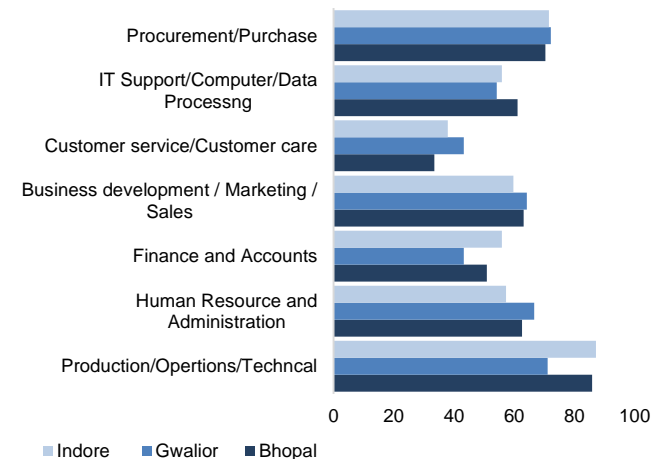 Procurement/Purchase
IT Support/Computer/Data
Processng
Customer service/Customer care
Business development / Marketing /
Sales
Finance and Accounts
Human Resource and
Administration
Production/Opertions/Techncal
0 20 40 60 80 100
Indore Gwalior Bhopal